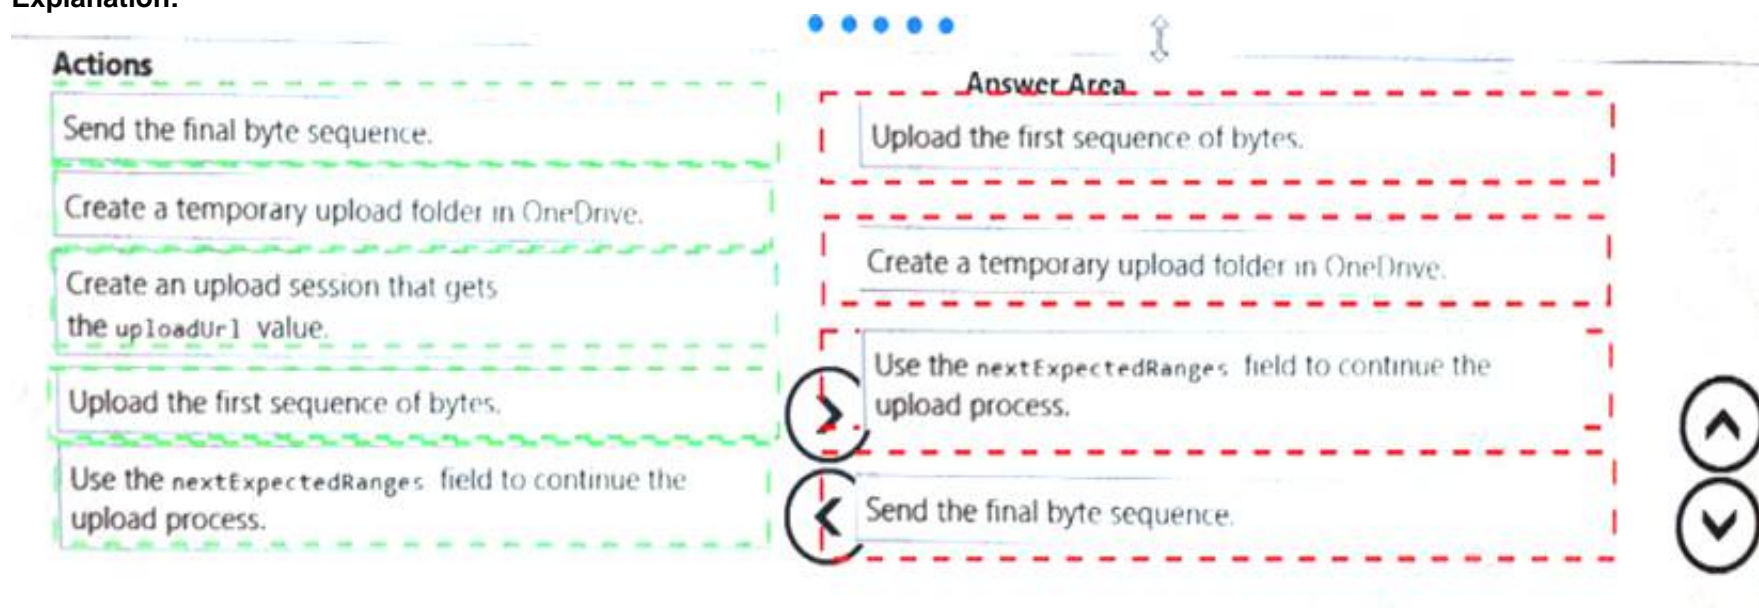 Explanation:
Actions
Send the final byte sequence.
Create a temporary upload folder in OneDrive.
Create an upload session that gets
the uploadUrl value.
Upload the first sequence of bytes.
Use the nextExpectedRanges field to continue the
upload process.
Answer Area
Upload the first sequence of bytes.
Create a temporary upload folder in OneDrive.
Use the nextExpectedRanges field to continue the
upload process.
Send the final byte sequence.